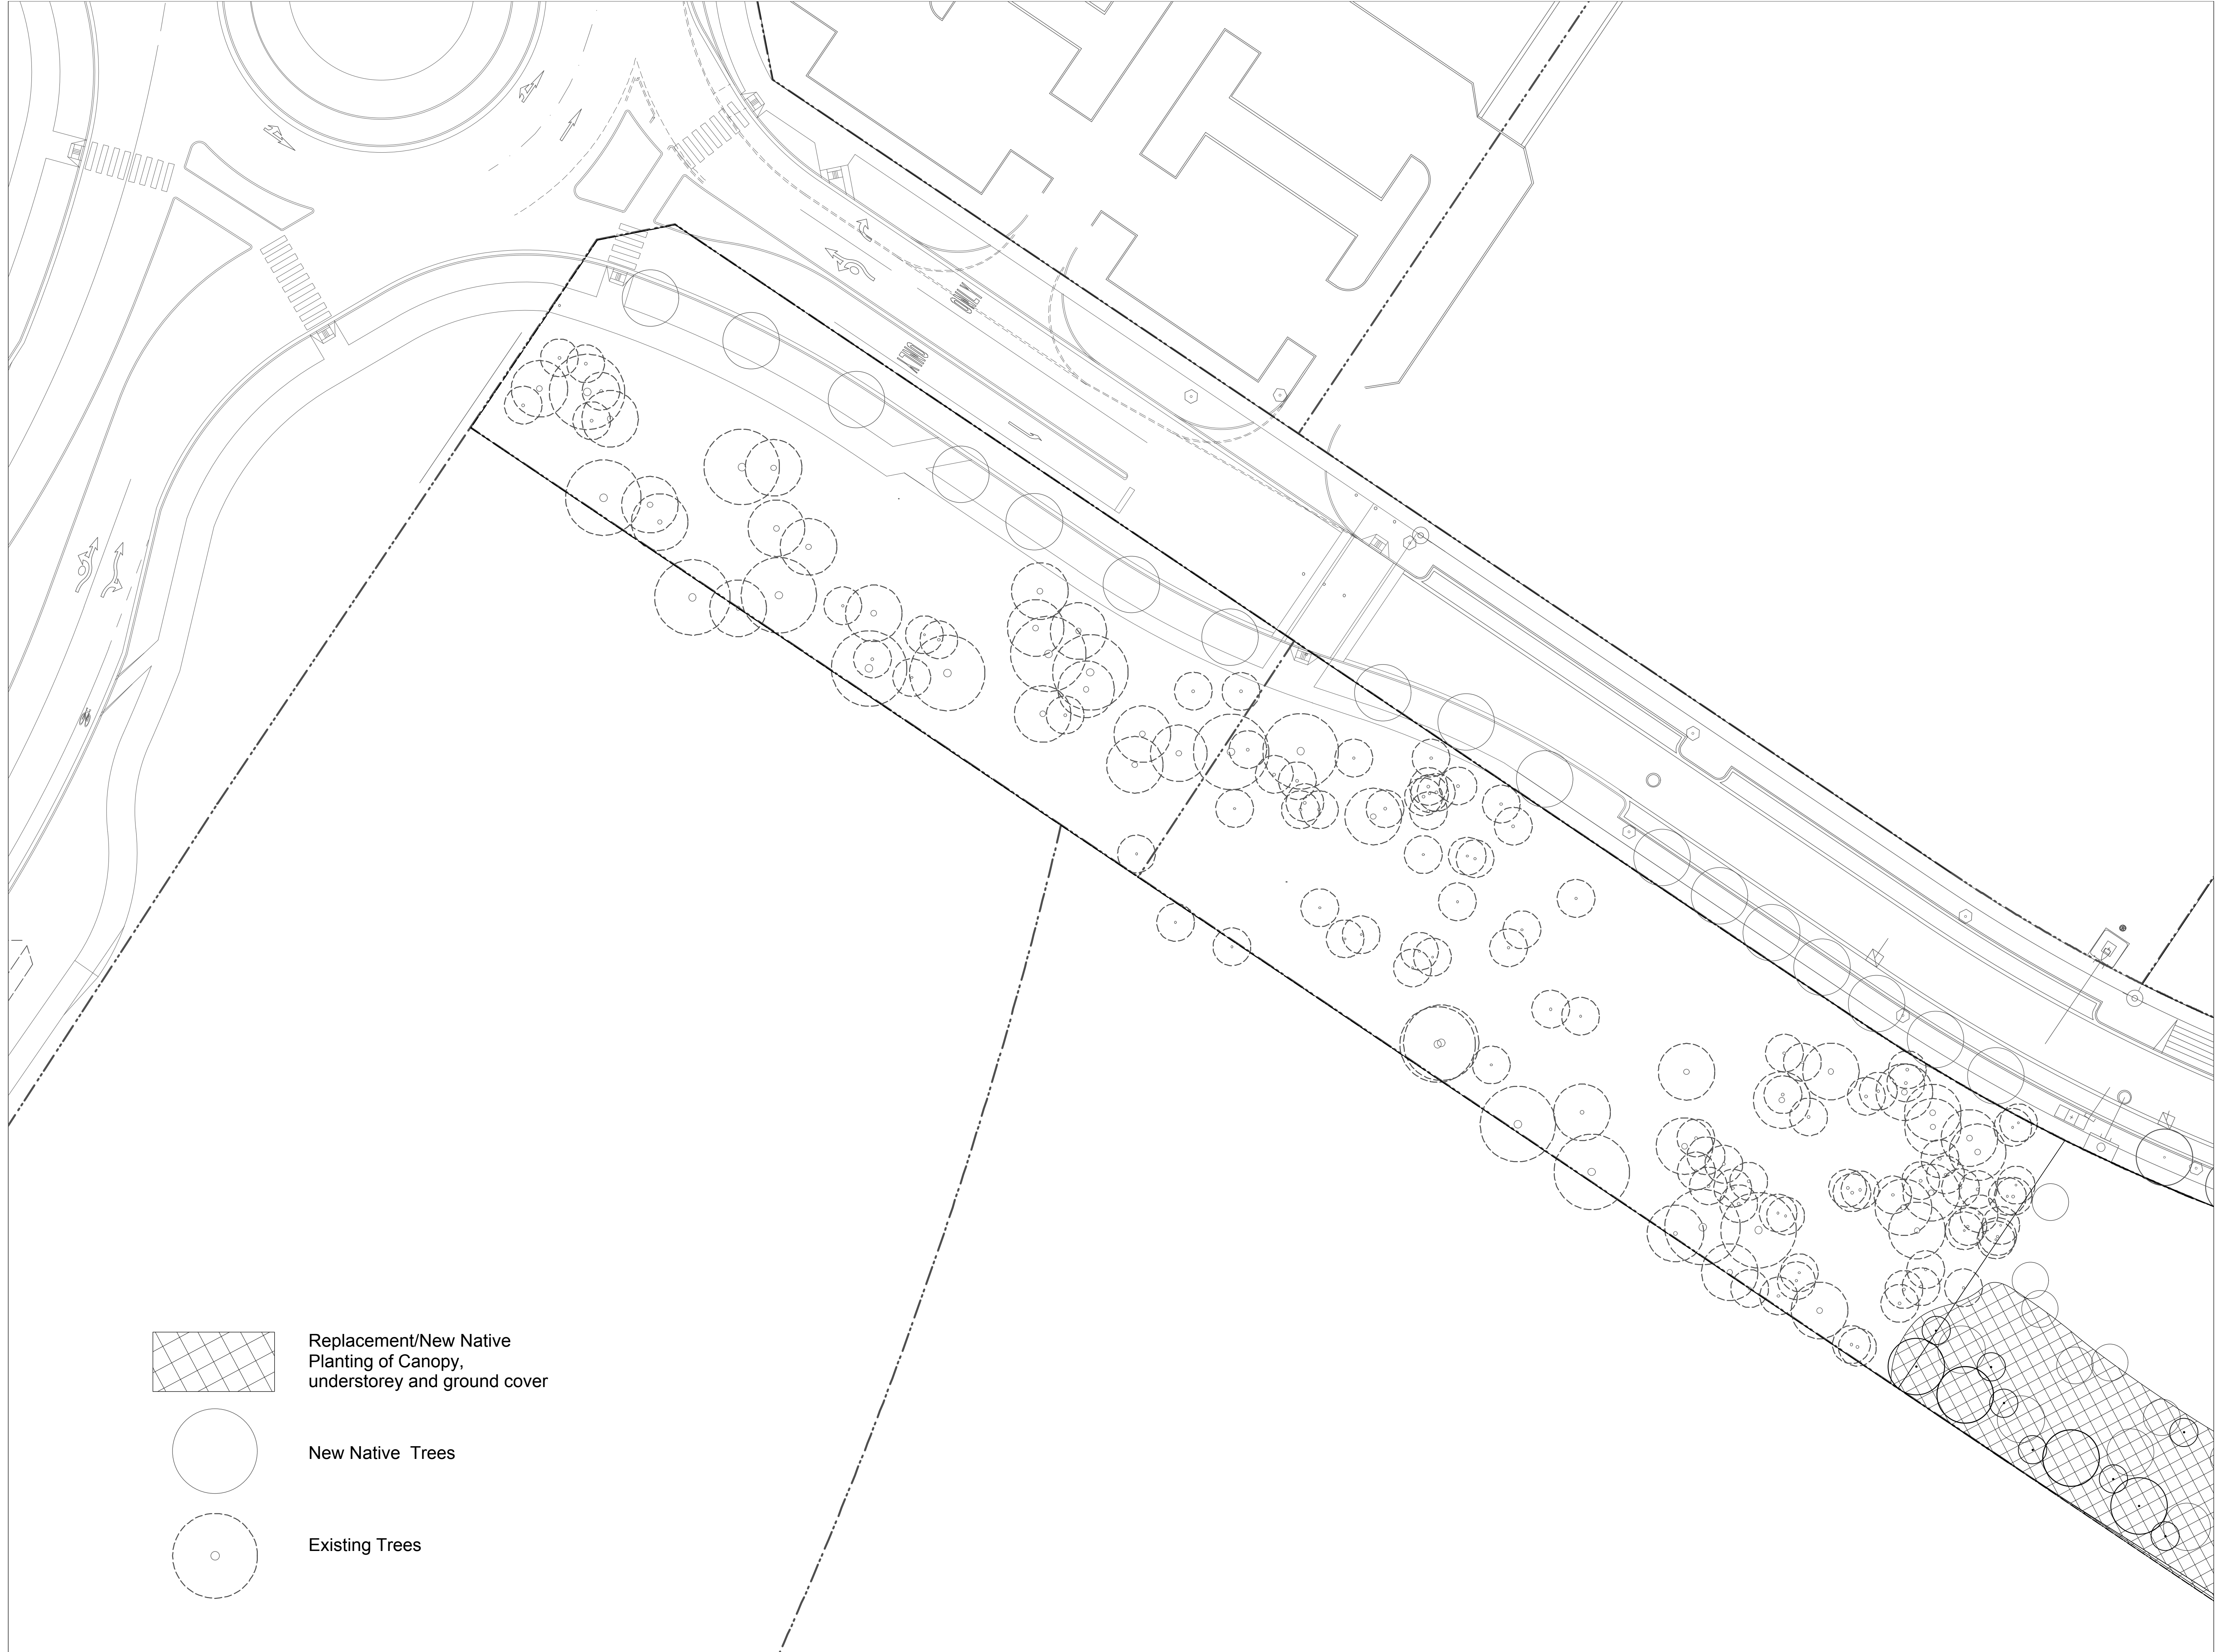 Replacement/New Native
Planting of Canopy,
understorey and ground cover
New Native Trees
Existing Trees